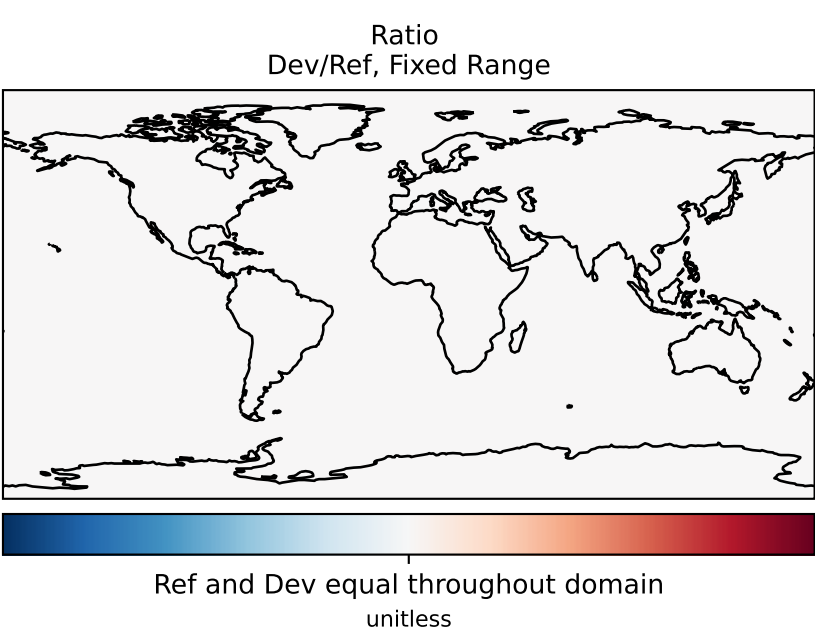 Ratio
Dev/Ref, Fixed Range
Ref and Dev equal throughout domain
unitless